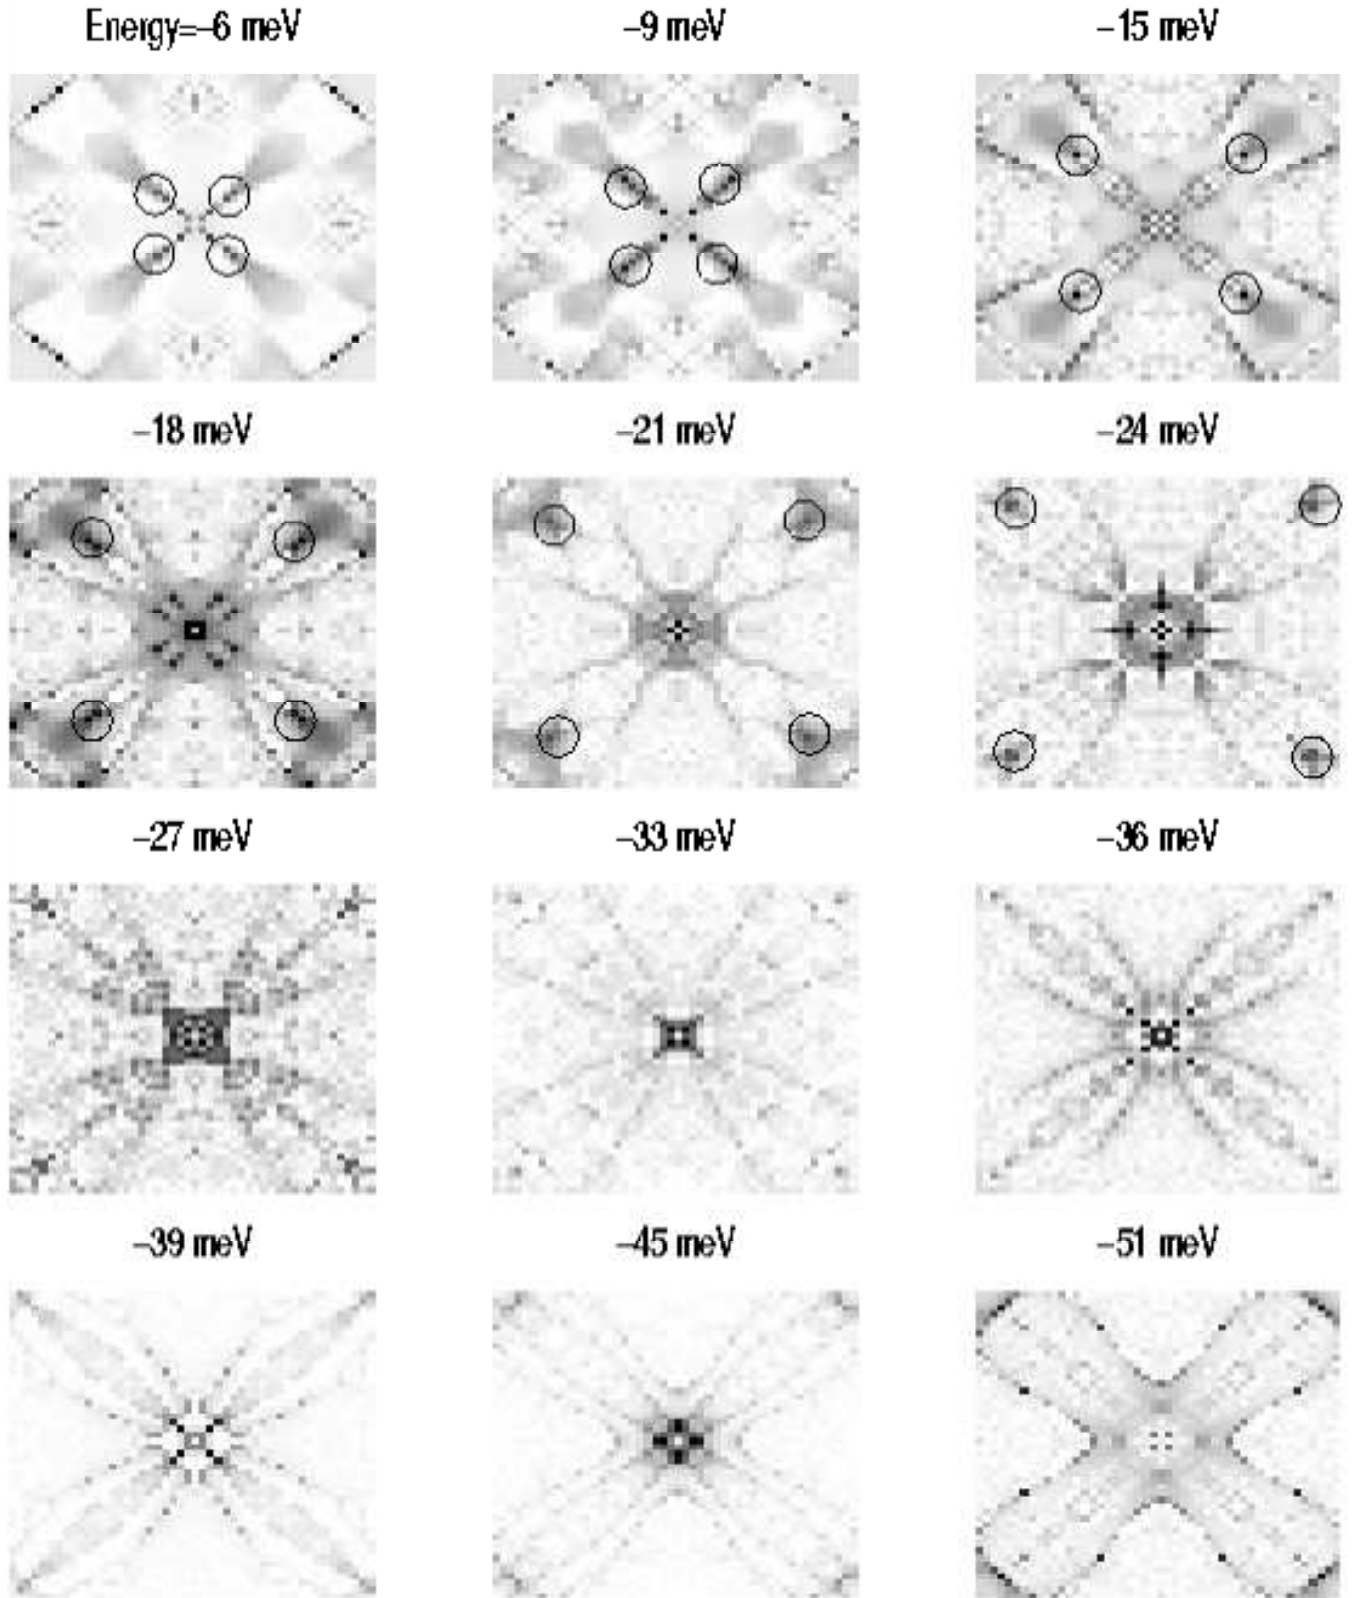 Energy=–6 meV
–9 meV
–15 meV
–18 meV
–21 meV
–24 meV
–27 meV
–33 meV
–36 meV
–39 meV
–45 meV
–51 meV